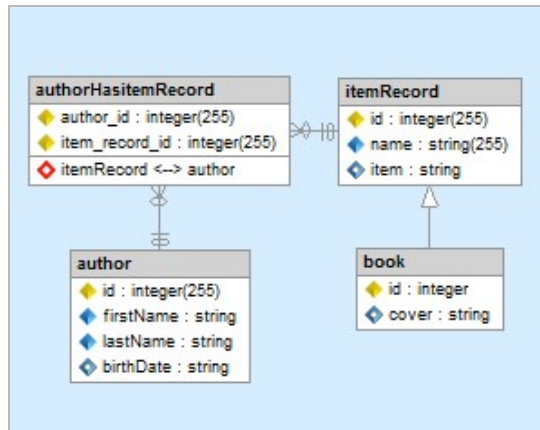 authorHasitemRecord
author_id : integer(255)
item_record_id : integer(255)
itemRecord <--> author
itemRecord
id : integer(255)
name : string(255)
item : string
author
id : integer(255)
firstName : string
lastName : string
birthDate : string
book
id : integer
cover : string